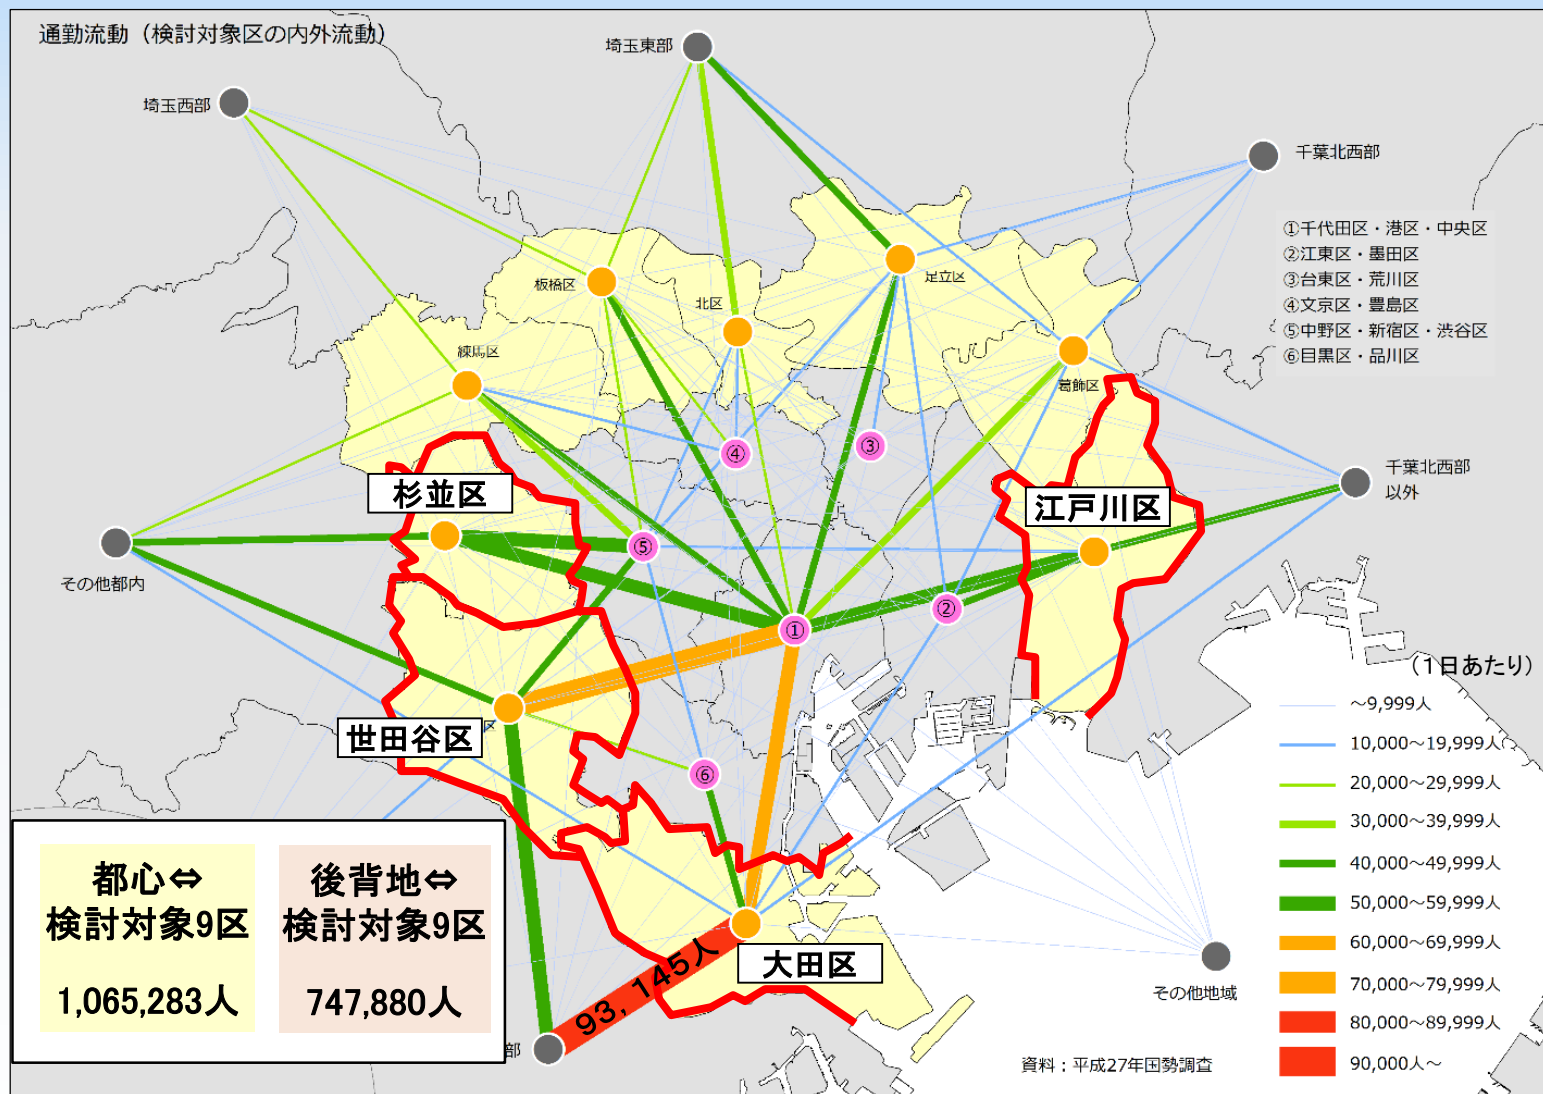 通勤流動（検討対象区の内外流動）
埼玉東部
埼玉西部
千葉北西部
①千代田区・港区・中央区
②江東区・墨田区
③台東区・荒川区
④文京区・豊島区
⑤中野区・新宿区・渋谷区
⑥目黒区・品川区
足立区
板橋区
北区
練馬区
葛飾区
④
③
千葉北西部
以外
杉並区
江戸川区
⑤
その他都内
②
①
（1日あたり）
～9,999人
10,000～19,999人
20,000～29,999人
30,000～39,999人
40,000～49,999人
50,000～59,999人
60,000～69,999人
70,000～79,999人
80,000～89,999人
90,000人～
区
世田谷区
⑥
都心⇔
検討対象9区
1,065,283人
後背地⇔
検討対象9区
747,880人
93,145人
大田区
その他地域
部
資料：平成27年国勢調査